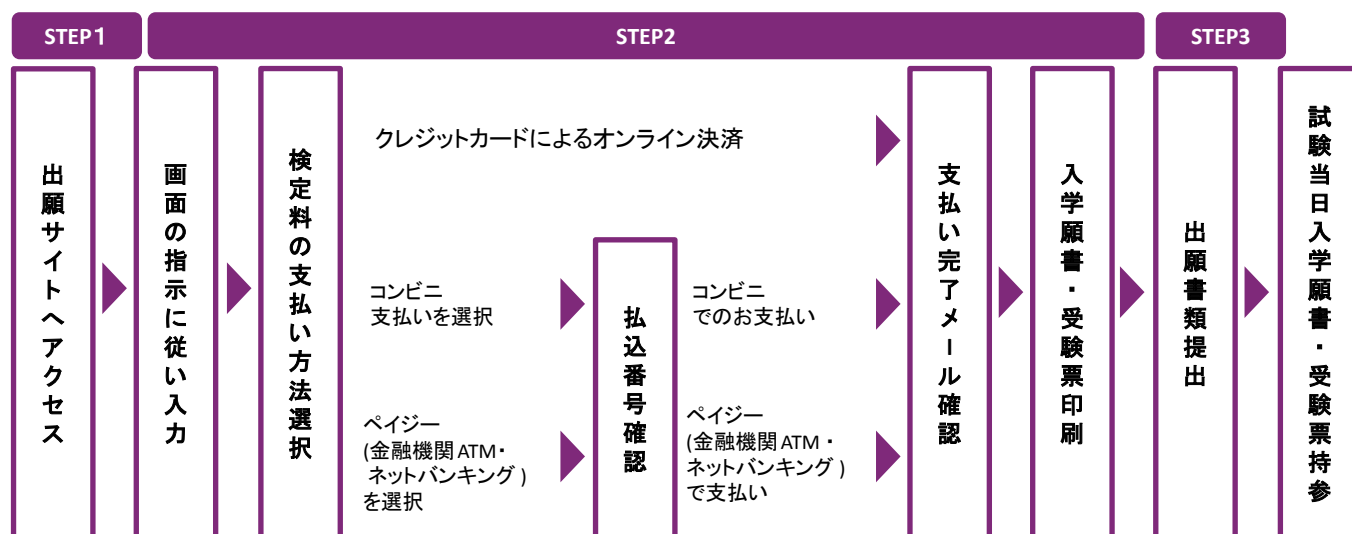 STEP1
STEP2
STEP3
出願サイトへアクセス
画面の指示に従い入力
検定料の支払い方法選択
クレジットカードによるオンライン決済
コンビニ
支払いを選択
ペイジー
(金融機関ATM・
ネットバンキング)
を選択
払込番号確認
コンビニ
でのお支払い
ペイジー
(金融機関ATM・
ネットバンキング)
で支払い
支払い完了メール確認
入学願書・受験票印刷
出願書類提出
試験当日入学願書・受験票持参